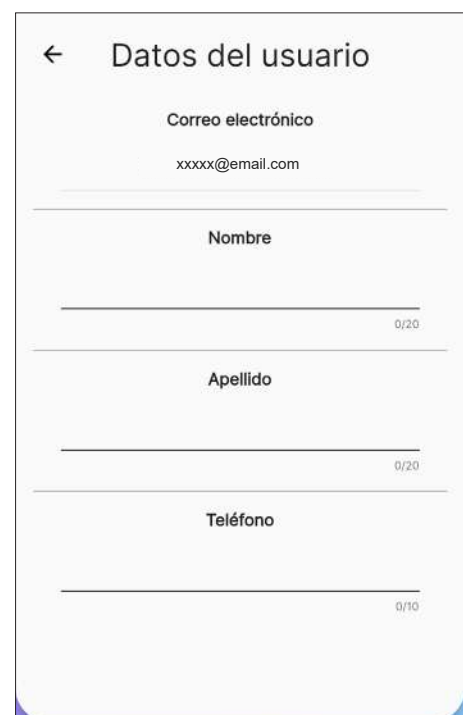 Datos del usuario
Correo electrónico
xxxxx@email.com
Nombre
0/20
Apellido
0/20
Teléfono
0/10